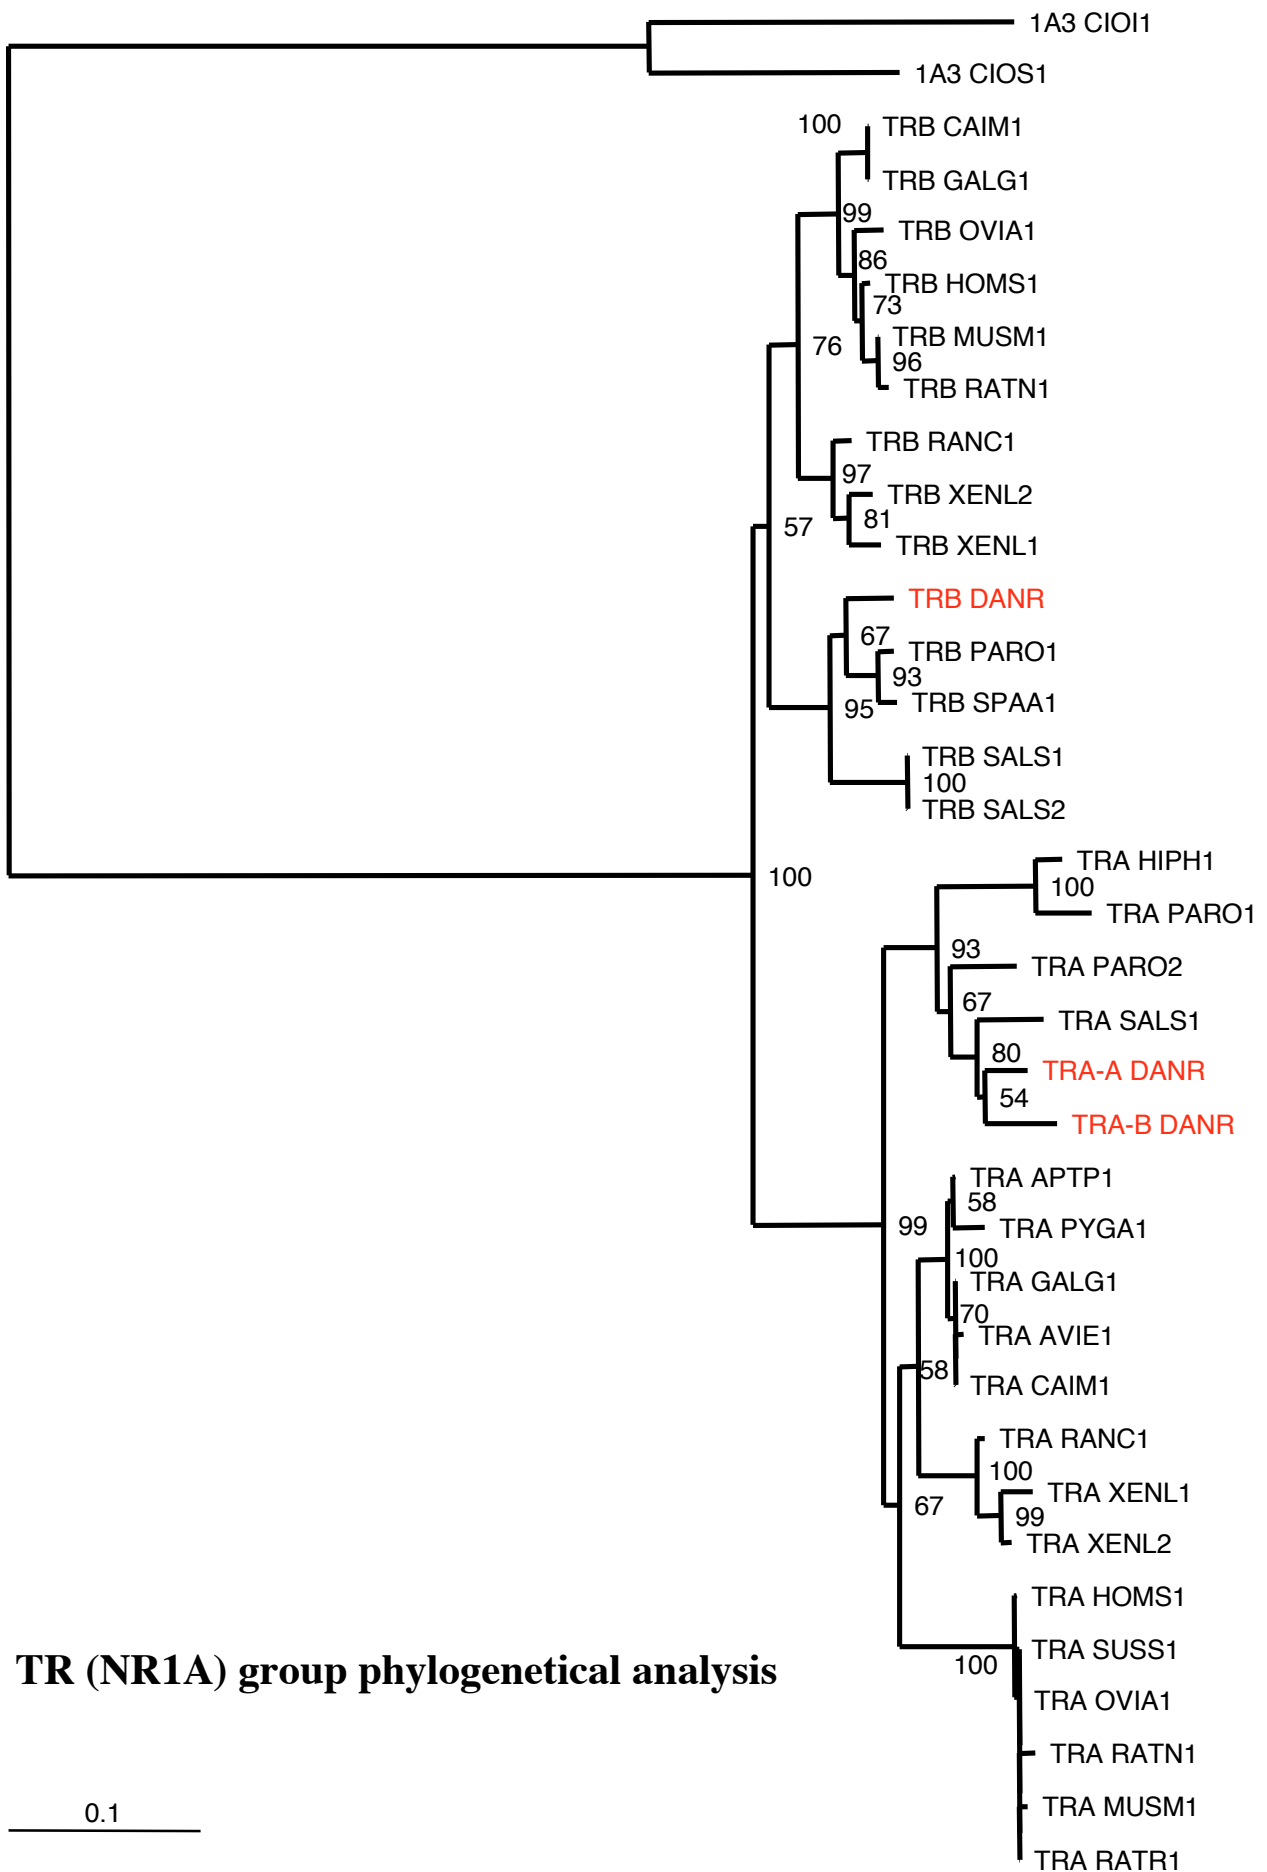 1A3 CIOI1
1A3 CIOS1
100
TRB CAIM1
TRB GALG1
99
TRB OVIA1
86
TRB HOMS1
73
TRB MUSM1
76
96
TRB RATN1
TRB RANC1
97
TRB XENL2
81
57
TRB XENL1
TRB DANR
67
TRB PARO1
93
TRB SPAA1
95
TRB SALS1
100
TRB SALS2
TRA HIPH1
100
100
TRA PARO1
93
TRA PARO2
67
TRA SALS1
80
TRA-A DANR
54
TRA-B DANR
TRA APTP1
58
99
TRA PYGA1
100
TRA GALG1
70
TRA AVIE1
58
TRA CAIM1
TRA RANC1
100
TRA XENL1
67
99
TRA XENL2
TRA HOMS1
TRA SUSS1
100
TR (NR1A) group phylogenetical analysis
TRA OVIA1
TRA RATN1
TRA MUSM1
0.1
TRA RATR1